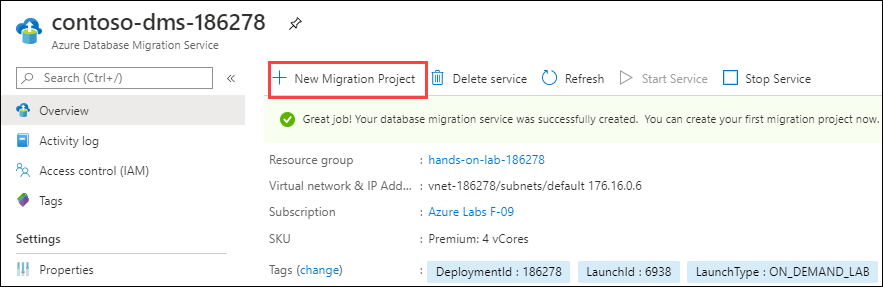 contoso-dms-186278
Azure Database Migration Service
Search (Ctrl+/)
«
New Migration Project
Delete service
Refresh
Start Service
Stop Service
Overview
Activity log
Access control (IAM)
Tags
Settings
Properties
Great job! Your database migration service was successfully created. You can create your first migration project now.
Resource group : hands-on-lab-186278
Virtual network & IP Add... : vnet-186278/subnets/default 176.16.0.6
Subscription : Azure Labs F-09
SKU : Premium: 4 vCores
Tags (change) : DeploymentId : 186278 LaunchId : 6938 LaunchType : ON_DEMAND_LAB